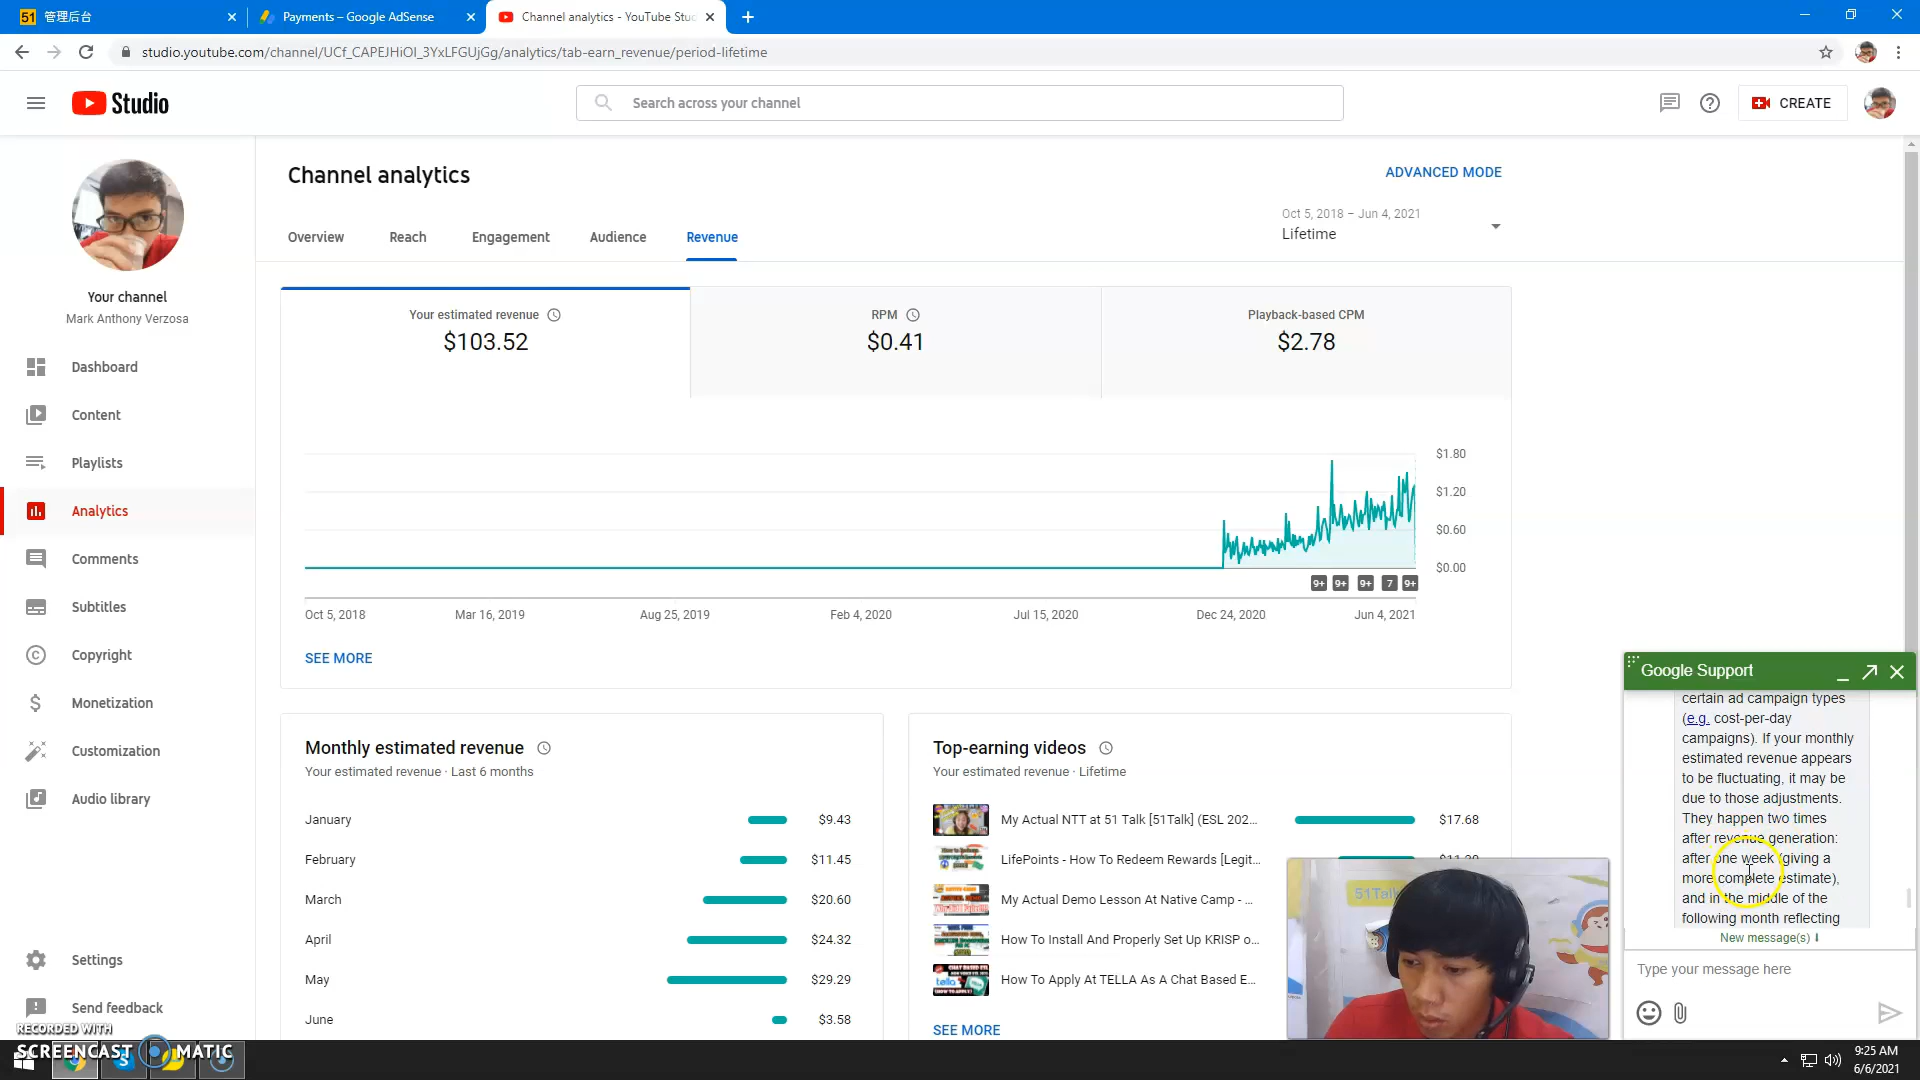 51 管理后台
Payments – Google AdSense
Channel analytics - YouTube Stu
studio.youtube.com/channel/UCf_CAPEJHiOI_3YxLFGUjGg/analytics/tab-earn_revenue/period-lifetime
Studio
Search across your channel
CREATE
Your channel
Mark Anthony Verzosa
Dashboard
Content
Playlists
Analytics
Comments
Subtitles
Copyright
Monetization
Customization
Audio library
Settings
Send feedback
Channel analytics
ADVANCED MODE
Overview
Reach
Engagement
Audience
Revenue
Oct 5, 2018 – Jun 4, 2021
Lifetime
Your estimated revenue
$103.52
RPM
$0.41
Playback-based CPM
$2.78
$1.80
$1.20
$0.60
$0.00
9+ 9+ 9+ 7 9+
Oct 5, 2018 Mar 16, 2019 Aug 25, 2019 Feb 4, 2020 Jul 15, 2020 Dec 24, 2020 Jun 4, 2021
SEE MORE
Monthly estimated revenue
Your estimated revenue · Last 6 months
January $9.43
February $11.45
March $20.60
April $24.32
May $29.29
June $3.58
Top-earning videos
Your estimated revenue · Lifetime
My Actual NTT at 51 Talk [51Talk] (ESL 202... $17.68
LifePoints - How To Redeem Rewards [Legit...
My Actual Demo Lesson At Native Camp - ...
How To Install And Properly Set Up KRISP o...
How To Apply At TELLA As A Chat Based E...
SEE MORE
51Talk
Google Support
certain ad campaign types
(e.g. cost-per-day
campaigns). If your monthly
estimated revenue appears
to be fluctuating, it may be
due to those adjustments.
They happen two times
after revenue generation:
after one week (giving a
more complete estimate),
and in the middle of the
following month reflecting
New message(s)
Type your message here
RECORDED WITH
SCREENCAST MATIC
9:25 AM
6/6/2021